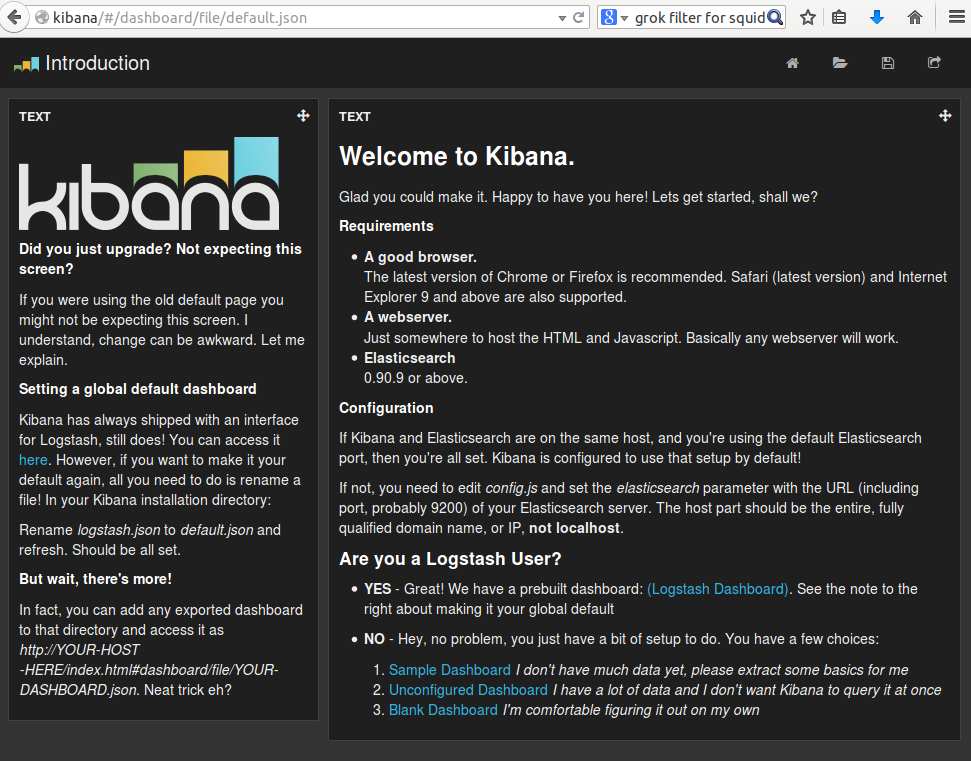 kibana/#/dashboard/file/default.json
grok filter for squid
Introduction
TEXT
kibana
Did you just upgrade? Not expecting this
screen?
If you were using the old default page you
might not be expecting this screen. I
understand, change can be awkward. Let me
explain.
Setting a global default dashboard
Kibana has always shipped with an interface
for Logstash, still does! You can access it
here. However, if you want to make it your
default again, all you need to do is rename a
file! In your Kibana installation directory:
Rename logstash.json to default.json and
refresh. Should be all set.
But wait, there's more!
In fact, you can add any exported dashboard
to that directory and access it as
http://YOUR-HOST
-HERE/index.html#dashboard/file/YOUR-
DASHBOARD.json. Neat trick eh?
TEXT
Welcome to Kibana.
Glad you could make it. Happy to have you here! Lets get started, shall we?
Requirements
• A good browser.
The latest version of Chrome or Firefox is recommended. Safari (latest version) and Internet
Explorer 9 and above are also supported.
• A webserver.
Just somewhere to host the HTML and Javascript. Basically any webserver will work.
• Elasticsearch
0.90.9 or above.
Configuration
If Kibana and Elasticsearch are on the same host, and you're using the default Elasticsearch
port, then you're all set. Kibana is configured to use that setup by default!
If not, you need to edit config.js and set the elasticsearch parameter with the URL (including
port, probably 9200) of your Elasticsearch server. The host part should be the entire, fully
qualified domain name, or IP, not localhost.
Are you a Logstash User?
• YES - Great! We have a prebuilt dashboard: (Logstash Dashboard). See the note to the
right about making it your global default
• NO - Hey, no problem, you just have a bit of setup to do. You have a few choices:
1. Sample Dashboard I don't have much data yet, please extract some basics for me
2. Unconfigured Dashboard I have a lot of data and I don't want Kibana to query it at once
3. Blank Dashboard I'm comfortable figuring it out on my own